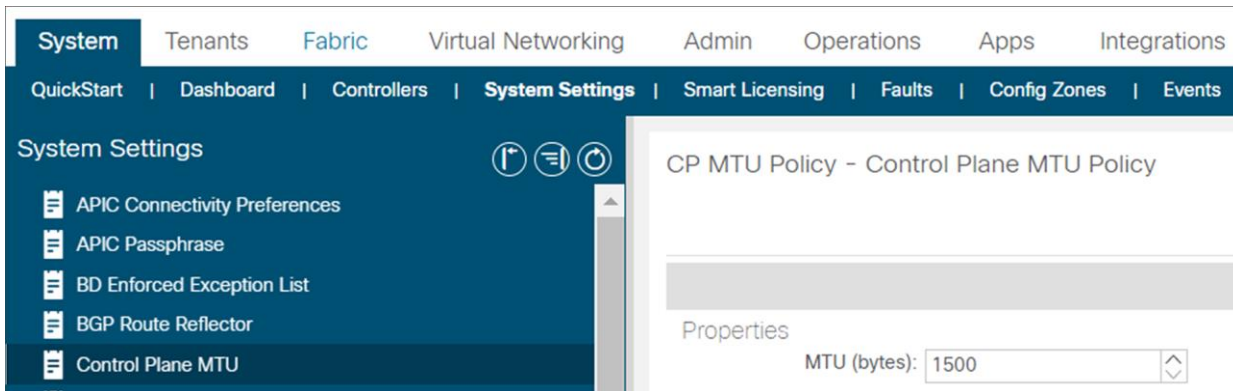 System Tenants Fabric Virtual Networking Admin Operations Apps Integrations
QuickStart | Dashboard | Controllers | System Settings | Smart Licensing | Faults | Config Zones | Events
System Settings
APIC Connectivity Preferences
APIC Passphrase
BD Enforced Exception List
BGP Route Reflector
Control Plane MTU
CP MTU Policy - Control Plane MTU Policy
Properties
MTU (bytes): 1500